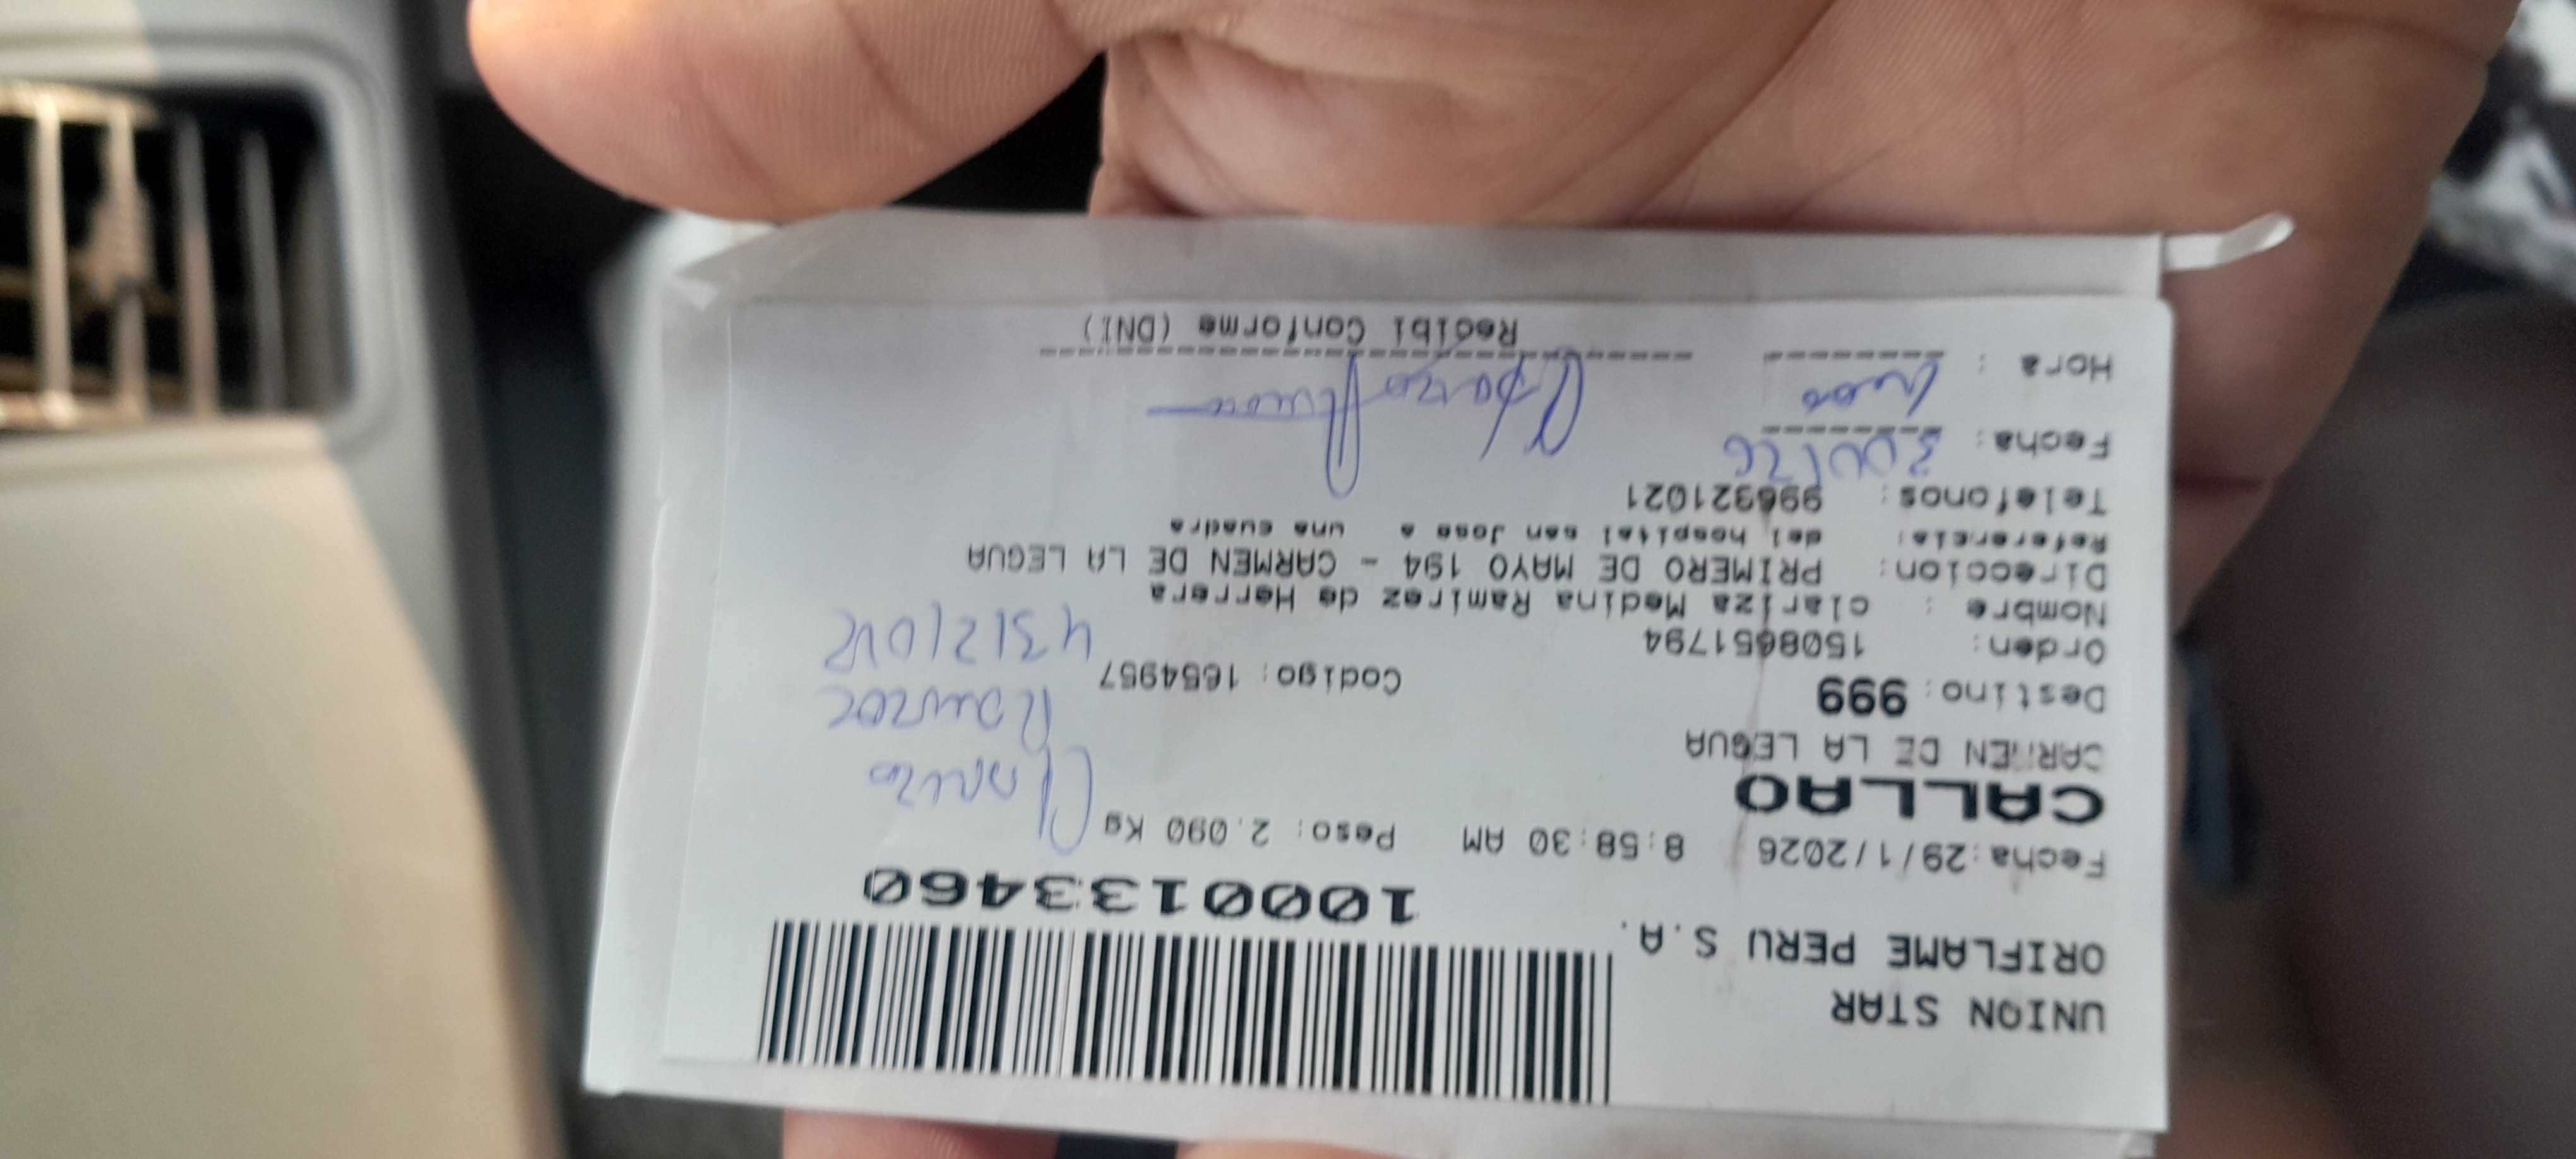 UNION STAR
ORIFLAME PERU S.A.
1000133460
Fecha:29/1/2026 8:58:30 AM Peso: 2.090 Kg
CALLAO
CARMEN DE LA LEGUA
Destino: 999
Codigo: 1654957
Orden: 1508651794
Nombre : clariza Medina Ramirez de Herrera
Direccion: PRIMERO DE MAYO 194 - CARMEN DE LA LEGUA
Referencia: del hospital san Jose a una cuadra
Telefonos: 996321021
Fecha:
Hora :
Recibi Conforme (DNI)